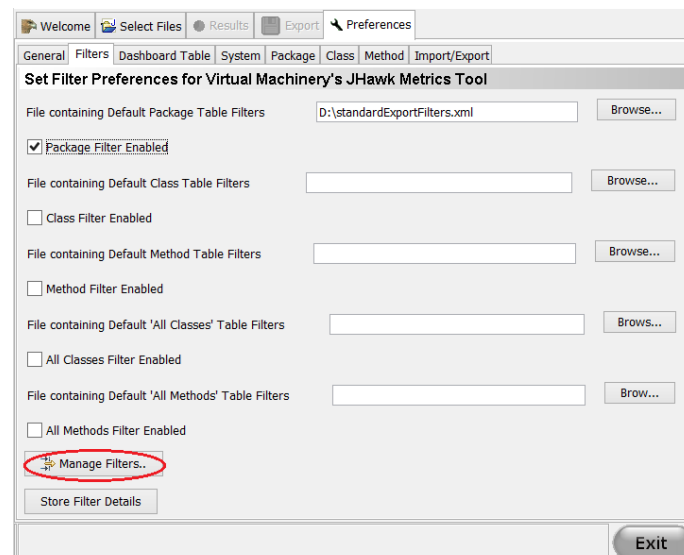 Welcome Select Files Results Export Preferences
General Filters Dashboard Table System Package Class Method Import/Export
Set Filter Preferences for Virtual Machinery's JHawk Metrics Tool
File containing Default Package Table Filters D:\standardExportFilters.xml Browse...
Package Filter Enabled
File containing Default Class Table Filters Browse...
Class Filter Enabled
File containing Default Method Table Filters Browse...
Method Filter Enabled
File containing Default 'All Classes' Table Filters Brows...
All Classes Filter Enabled
File containing Default 'All Methods' Table Filters Brow...
All Methods Filter Enabled
Manage Filters..
Store Filter Details
Exit